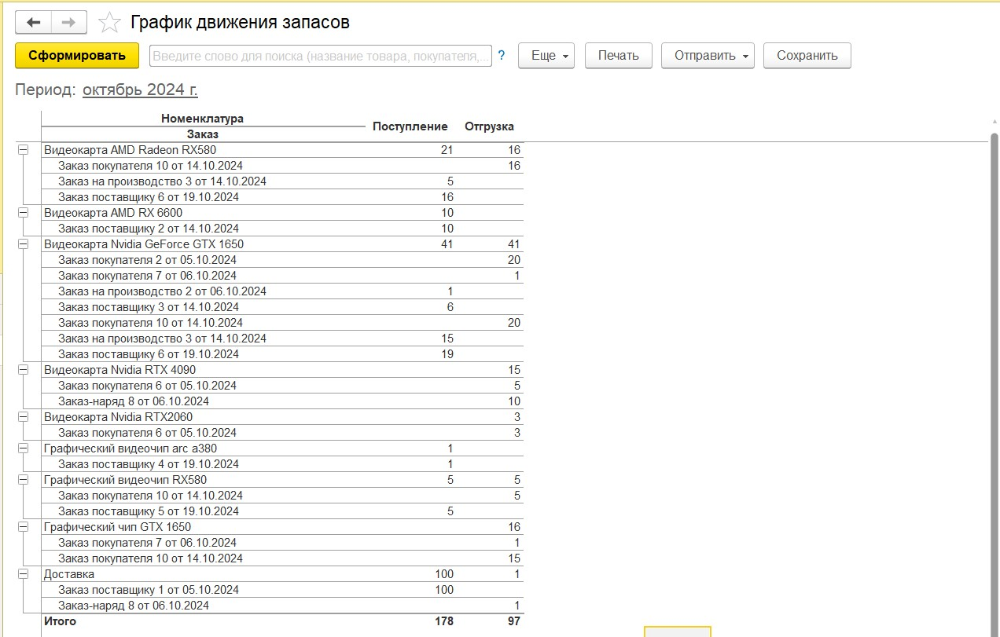 График движения запасов
Сформировать Введите слово для поиска (название товара, покупателя,... ? Еще Печать Отправить Сохранить
Период: октябрь 2024 г.
Номенклатура Поступление Отгрузка
Заказ
Видеокарта AMD Radeon RX580 21 16
Заказ покупателя 10 от 14.10.2024 16
Заказ на производство 3 от 14.10.2024 5
Заказ поставщику 6 от 19.10.2024 16
Видеокарта AMD RX 6600 10
Заказ поставщику 2 от 14.10.2024 10
Видеокарта Nvidia GeForce GTX 1650 41 41
Заказ покупателя 2 от 05.10.2024 20
Заказ покупателя 7 от 06.10.2024 1
Заказ на производство 2 от 06.10.2024 1
Заказ поставщику 3 от 14.10.2024 6
Заказ покупателя 10 от 14.10.2024 20
Заказ на производство 3 от 14.10.2024 15
Заказ поставщику 6 от 19.10.2024 19
Видеокарта Nvidia RTX 4090 15
Заказ покупателя 6 от 05.10.2024 5
Заказ-наряд 8 от 06.10.2024 10
Видеокарта Nvidia RTX2060 3
Заказ покупателя 6 от 05.10.2024 3
Графический видеочип arc a380 1
Заказ поставщику 4 от 19.10.2024 1
Графический видеочип RX580 5 5
Заказ покупателя 10 от 14.10.2024 5
Заказ поставщику 5 от 19.10.2024 5
Графический чип GTX 1650 16
Заказ покупателя 7 от 06.10.2024 1
Заказ покупателя 10 от 14.10.2024 15
Доставка 100 1
Заказ поставщику 1 от 05.10.2024 100
Заказ-наряд 8 от 06.10.2024 1
Итого 178 97